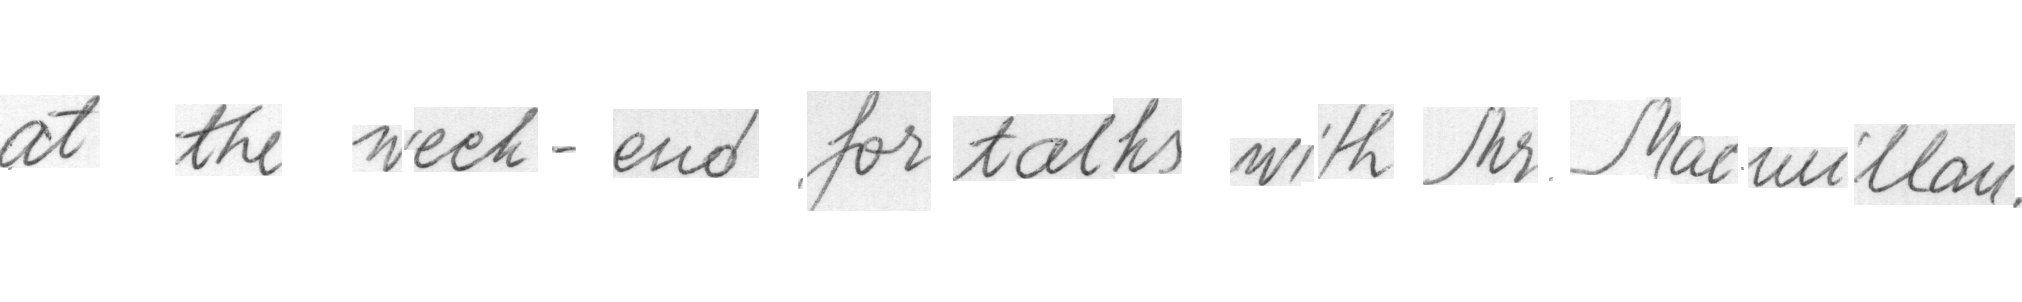 at the week-end for talks with Mr. Macmillan.